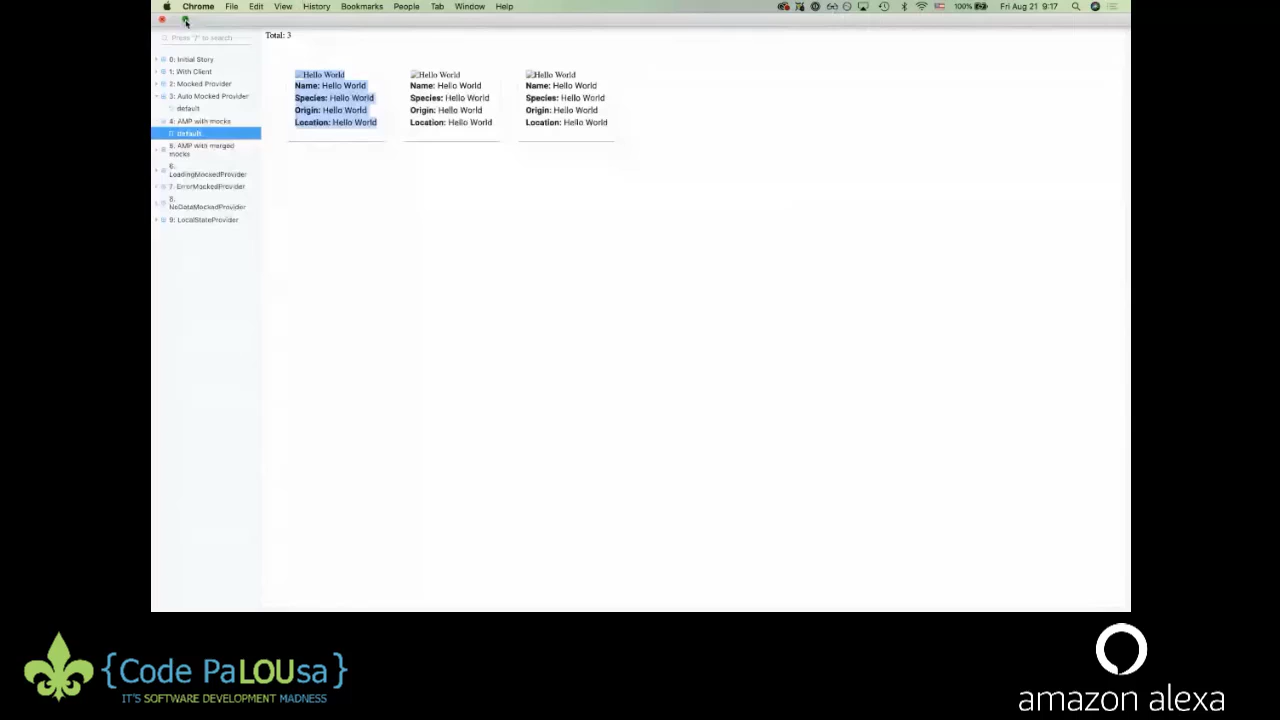 Chrome File Edit View History Bookmarks People Tab Window Help 100% Fri Aug 21 9:17
Press "/" to search
0: Initial Story
1: With Client
2: Mocked Provider
3: Auto Mocked Provider
default
4: AMP with mocks
default
5: AMP with merged
mocks
6:
LoadingMockedProvider
7: ErrorMockedProvider
8:
NoDataMockedProvider
9: LocalStateProvider
Total: 3
Hello World
Name: Hello World
Species: Hello World
Origin: Hello World
Location: Hello World
Hello World
Name: Hello World
Species: Hello World
Origin: Hello World
Location: Hello World
Hello World
Name: Hello World
Species: Hello World
Origin: Hello World
Location: Hello World
{Code PaLOUsa}
IT'S SOFTWARE DEVELOPMENT MADNESS
amazon alexa